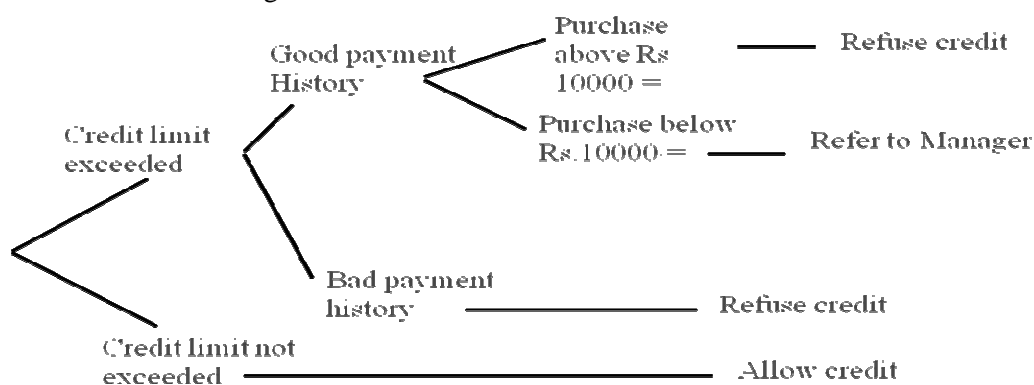 Purchase
above Rs
10000 =
Refuse credit
Good payment
History
Purchase below
Rs.10000.=
Refer to Manager
Credit limit
exceeded
Bad payment
history
Refuse credit
Credit limit not
exceeded
Allow credit